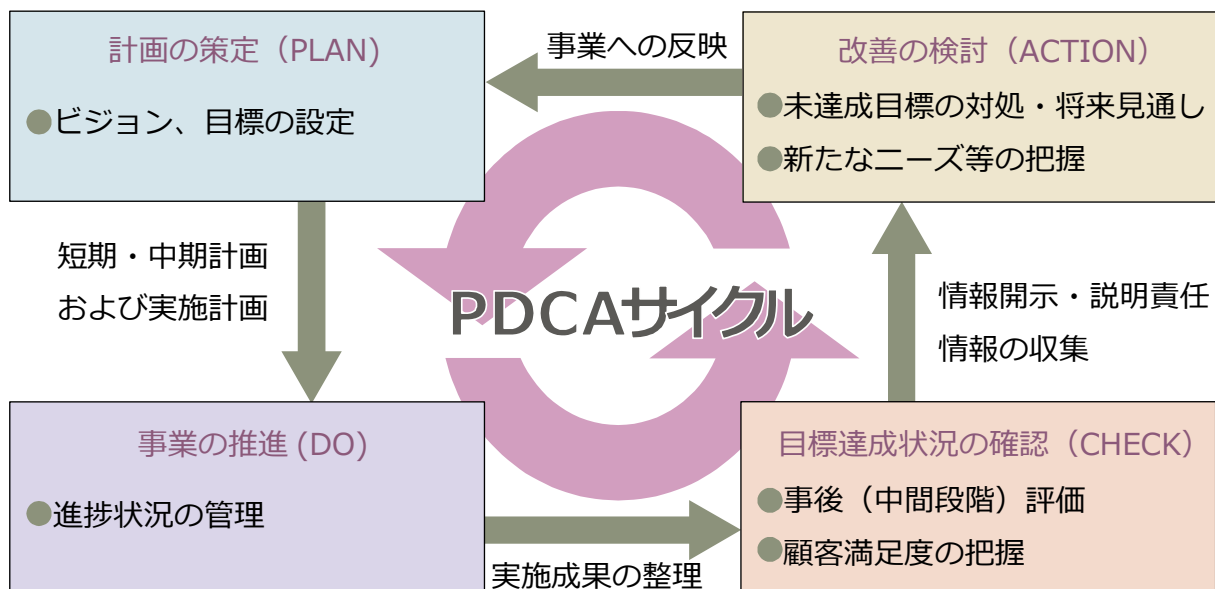 計画の策定（PLAN）
●ビジョン、目標の設定
事業への反映
改善の検討（ACTION）
●未達成目標の対処・将来見通し
●新たなニーズ等の把握
短期・中期計画
および実施計画
PDCAサイクル
情報開示・説明責任
情報の収集
事業の推進 (DO)
●進捗状況の管理
実施成果の整理
目標達成状況の確認（CHECK）
●事後（中間段階）評価
●顧客満足度の把握